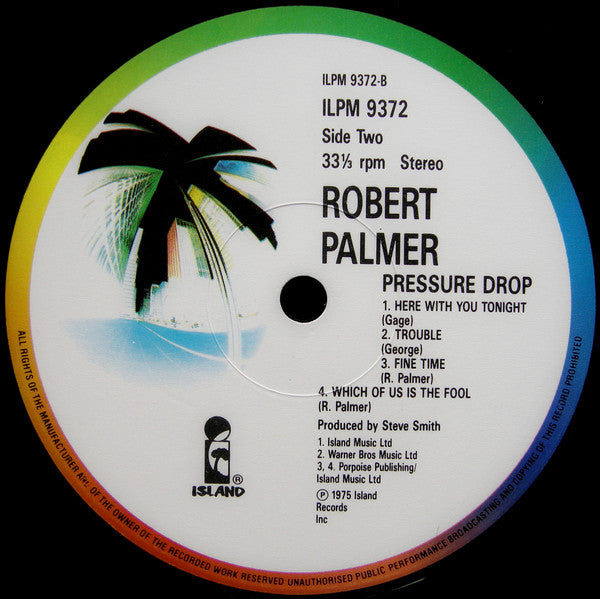 ILPM 9372-B
ILPM 9372
Side Two
33⅓ rpm Stereo
ROBERT
PALMER
PRESSURE DROP
1. HERE WITH YOU TONIGHT
(Gage)
2. TROUBLE
(George)
3. FINE TIME
(R. Palmer)
4. WHICH OF US IS THE FOOL
(R. Palmer)
Produced by Steve Smith
1. Island Music Ltd
2. Warner Bros Music Ltd
3, 4. Porpoise Publishing/
Island Music Ltd
℗ 1975 Island
Records
Inc
®
ISLAND
ALL RIGHTS OF THE MANUFACTURER AND OF THE OWNER OF THE RECORDED WORK RESERVED UNAUTHORISED PUBLIC PERFORMANCE BROADCASTING AND COPYING OF THIS RECORD PROHIBITED